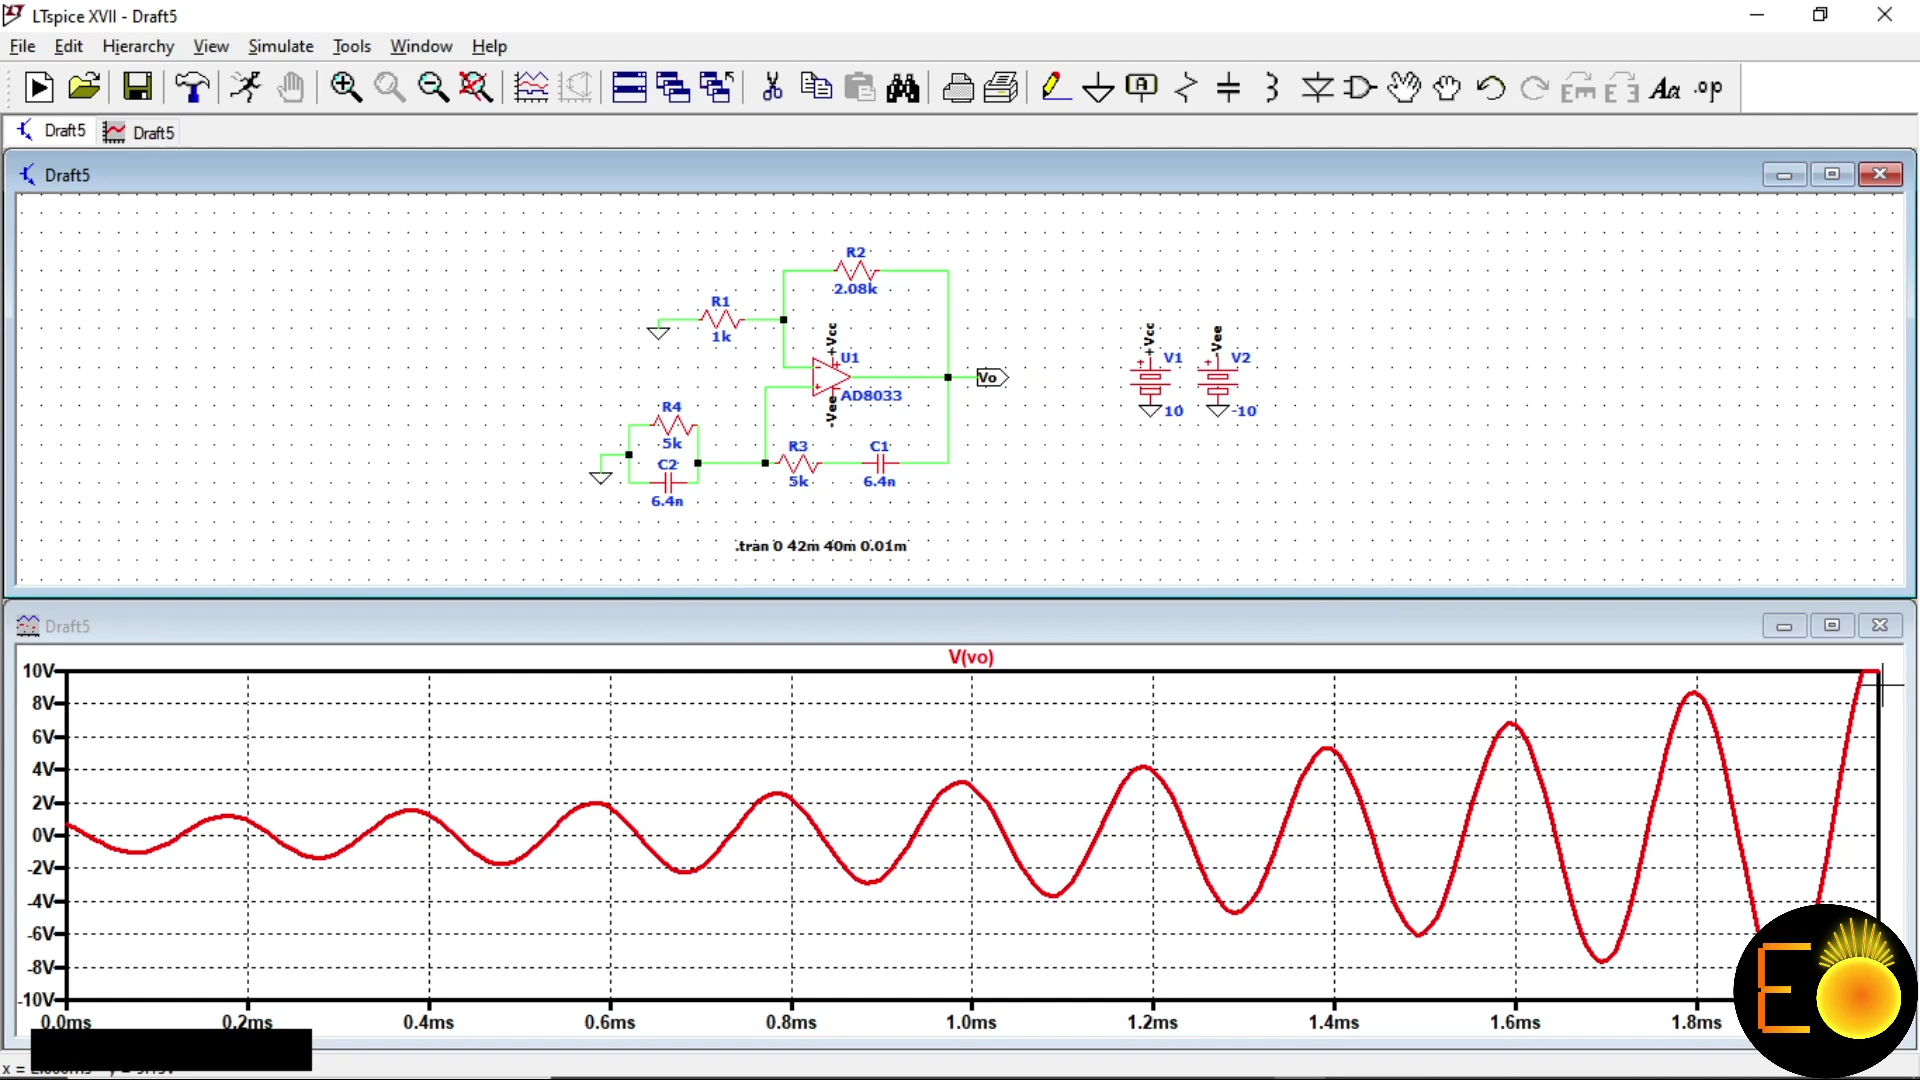 LTspice XVII - Draft5
File Edit Hierarchy View Simulate Tools Window Help
A Aa .op
Draft5 Draft5
Draft5
R2
2.08k
R1
1k
+Vcc
U1
AD8033
-Vee
Vo
+Vcc
V1
10
-Vee
V2
-10
R4
5k
C2
6.4n
R3
5k
C1
6.4n
.tran 0 42m 40m 0.01m
Draft5
V(vo)
10V
8V
6V
4V
2V
0V
-2V
-4V
-6V
-8V
-10V
0.0ms 0.2ms 0.4ms 0.6ms 0.8ms 1.0ms 1.2ms 1.4ms 1.6ms 1.8ms
E
x =